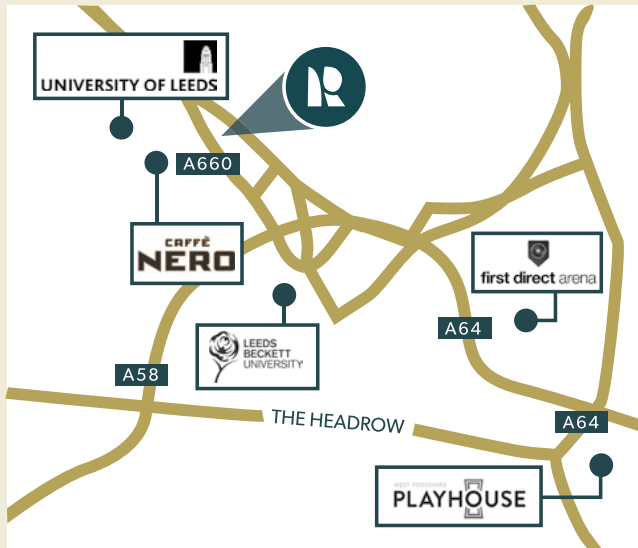 UNIVERSITY OF LEEDS
R
A660
CAFFÈ
NERO
first direct arena
LEEDS
BECKETT
UNIVERSITY
A64
A58
THE HEADROW
A64
WEST YORKSHIRE
PLAYHOUSE